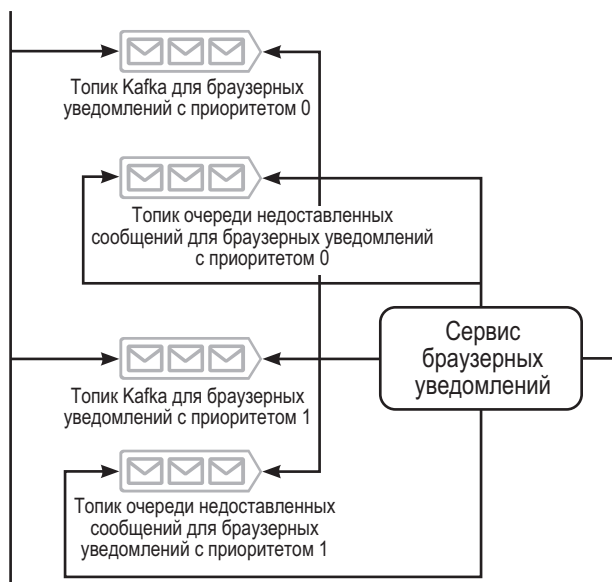 Топик Kafka для браузерных
уведомлений с приоритетом 0
Топик очереди недоставленных
сообщений для браузерных уведомлений
с приоритетом 0
Сервис
браузерных
уведомлений
Топик Kafka для браузерных
уведомлений с приоритетом 1
Топик очереди недоставленных
сообщений для браузерных
уведомлений с приоритетом 1